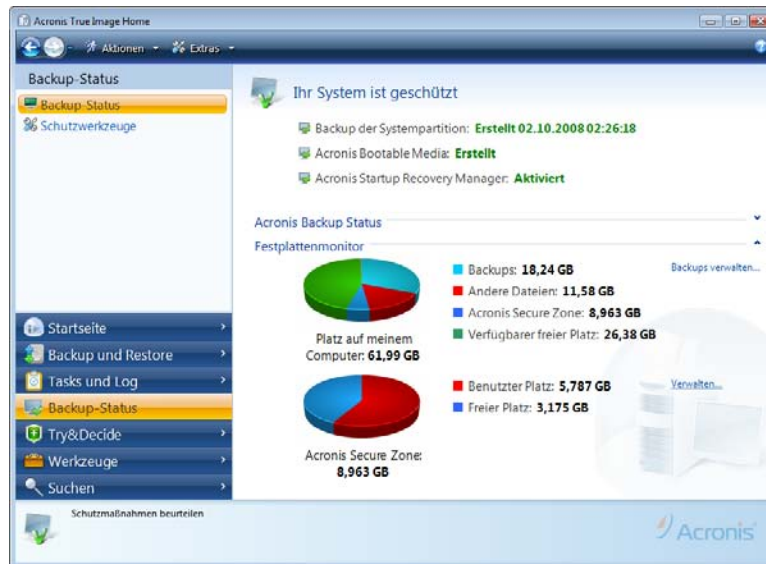 Acronis True Image Home
Aktionen Extras
Backup-Status
Backup-Status
Schutzwerkzeuge
Startseite
Backup und Restore
Tasks und Log
Backup-Status
Try&Decide
Werkzeuge
Suchen
Ihr System ist geschützt
Backup der Systempartition: Erstellt 02.10.2008 02:26:18
Acronis Bootable Media: Erstellt
Acronis Startup Recovery Manager: Aktiviert
Acronis Backup Status
Festplattenmonitor
Platz auf meinem
Computer: 61,99 GB
Backups: 18,24 GB
Andere Dateien: 11,58 GB
Acronis Secure Zone: 8,963 GB
Verfügbarer freier Platz: 26,38 GB
Backups verwalten...
Acronis Secure Zone:
8,963 GB
Benutzter Platz: 5,787 GB
Freier Platz: 3,175 GB
Verwalten...
Schutzmaßnahmen beurteilen
Acronis